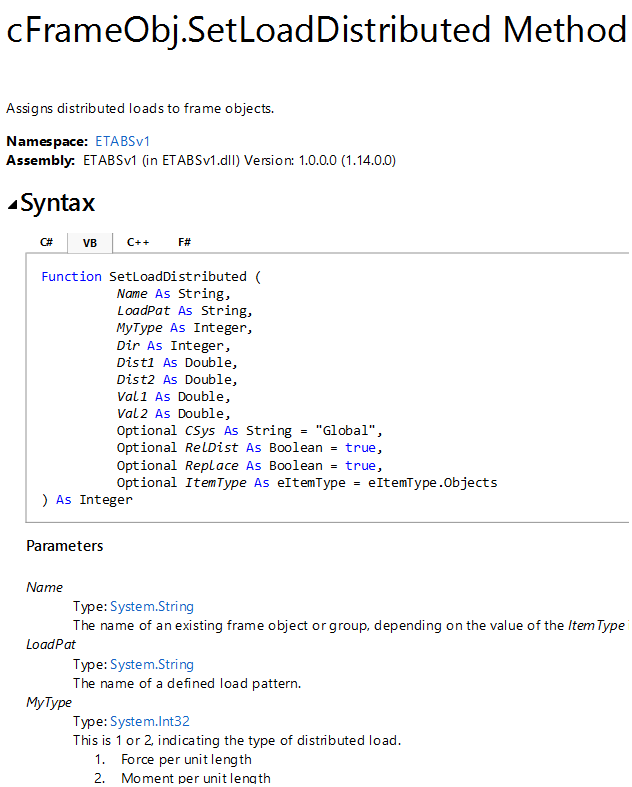 cFrameObj.SetLoadDistributed Method
Assigns distributed loads to frame objects.
Namespace: ETABSv1
Assembly: ETABSv1 (in ETABSv1.dll) Version: 1.0.0.0 (1.14.0.0)
Syntax
C# VB C++ F#
Function SetLoadDistributed (
Name As String,
LoadPat As String,
MyType As Integer,
Dir As Integer,
Dist1 As Double,
Dist2 As Double,
Val1 As Double,
Val2 As Double,
Optional CSys As String = "Global",
Optional RelDist As Boolean = true,
Optional Replace As Boolean = true,
Optional ItemType As eItemType = eItemType.Objects
) As Integer
Parameters
Name
Type: System.String
The name of an existing frame object or group, depending on the value of the ItemType
LoadPat
Type: System.String
The name of a defined load pattern.
MyType
Type: System.Int32
This is 1 or 2, indicating the type of distributed load.
1. Force per unit length
2. Moment per unit length